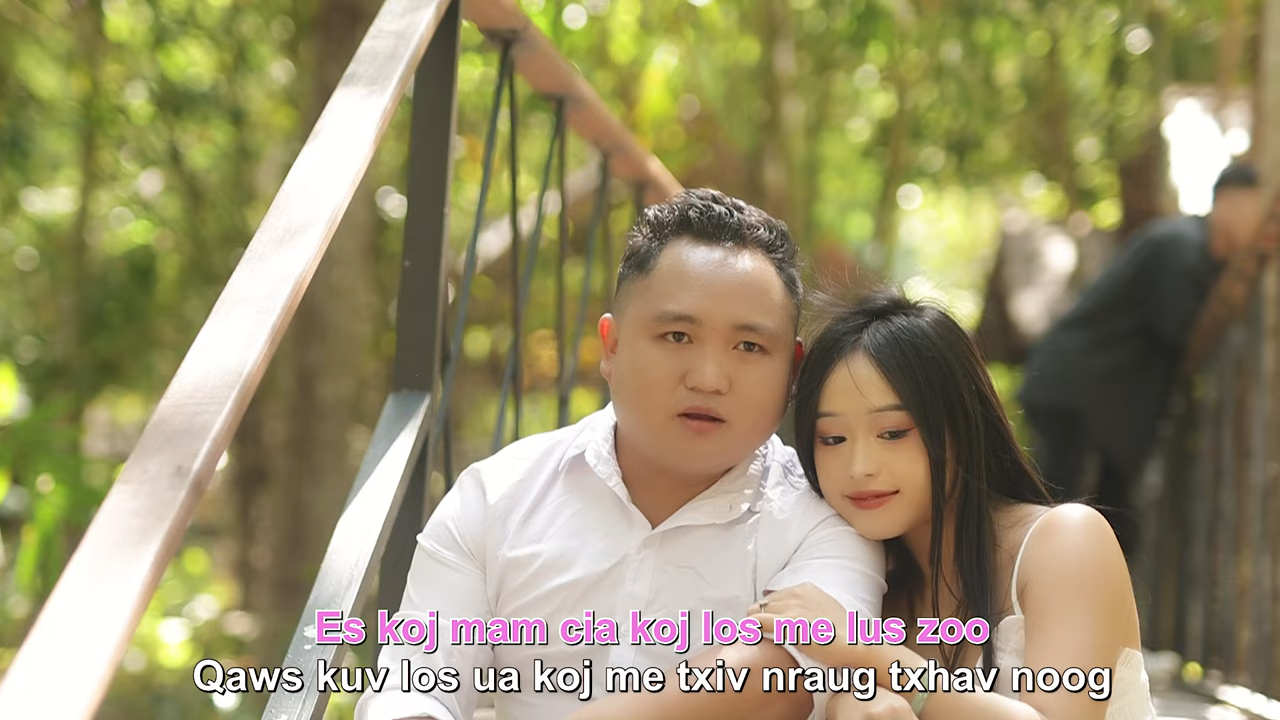 Es koj mam cia koj los me lus zoo
Qaws kuv los ua koj me txiv nraug txhav noog